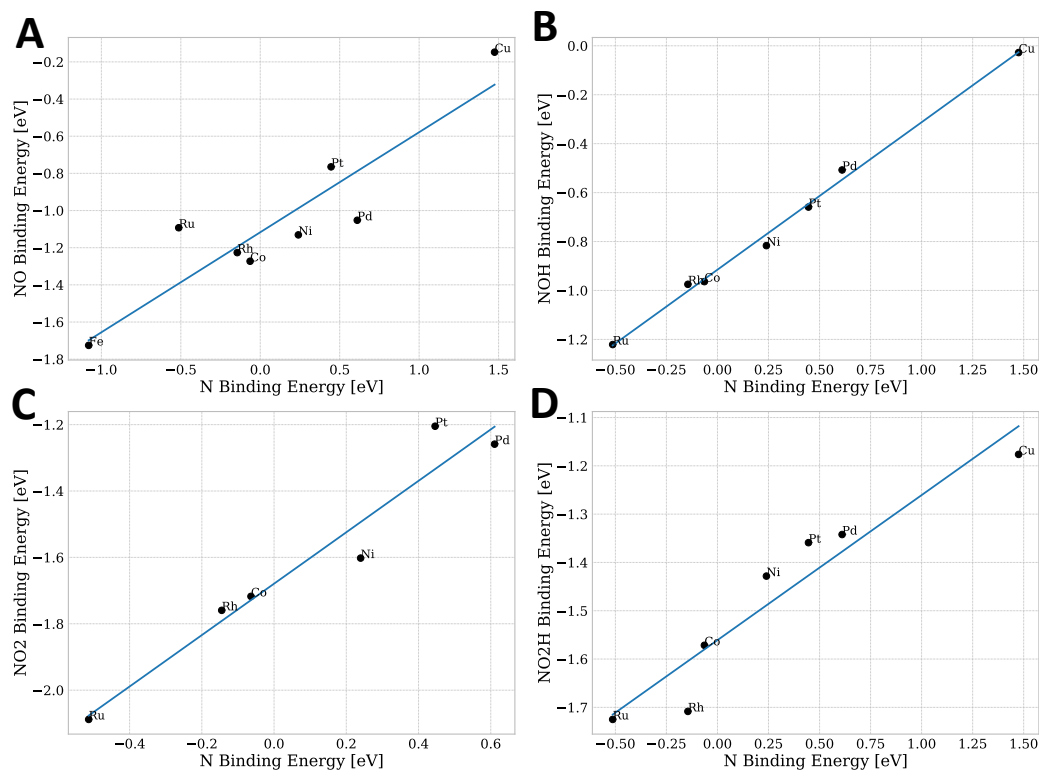 A
NO Binding Energy [eV]
−0.2
−0.4
−0.6
−0.8
−1.0
−1.2
−1.4
−1.6
−1.8
Cu
Pt
Pd
Ru
Ni
Rh
Co
Fe
−1.0 −0.5 0.0 0.5 1.0 1.5
N Binding Energy [eV]
B
NOH Binding Energy [eV]
0.0
−0.2
−0.4
−0.6
−0.8
−1.0
−1.2
Cu
Pd
Pt
Ni
Rh
Co
Ru
−0.50 −0.25 0.00 0.25 0.50 0.75 1.00 1.25 1.50
N Binding Energy [eV]
C
NO2 Binding Energy [eV]
−1.2
−1.4
−1.6
−1.8
−2.0
Pt
Pd
Ni
Co
Rh
Ru
−0.4 −0.2 0.0 0.2 0.4 0.6
N Binding Energy [eV]
D
NO2H Binding Energy [eV]
−1.1
−1.2
−1.3
−1.4
−1.5
−1.6
−1.7
Cu
Pd
Pt
Ni
Co
Rh
Ru
−0.50 −0.25 0.00 0.25 0.50 0.75 1.00 1.25 1.50
N Binding Energy [eV]